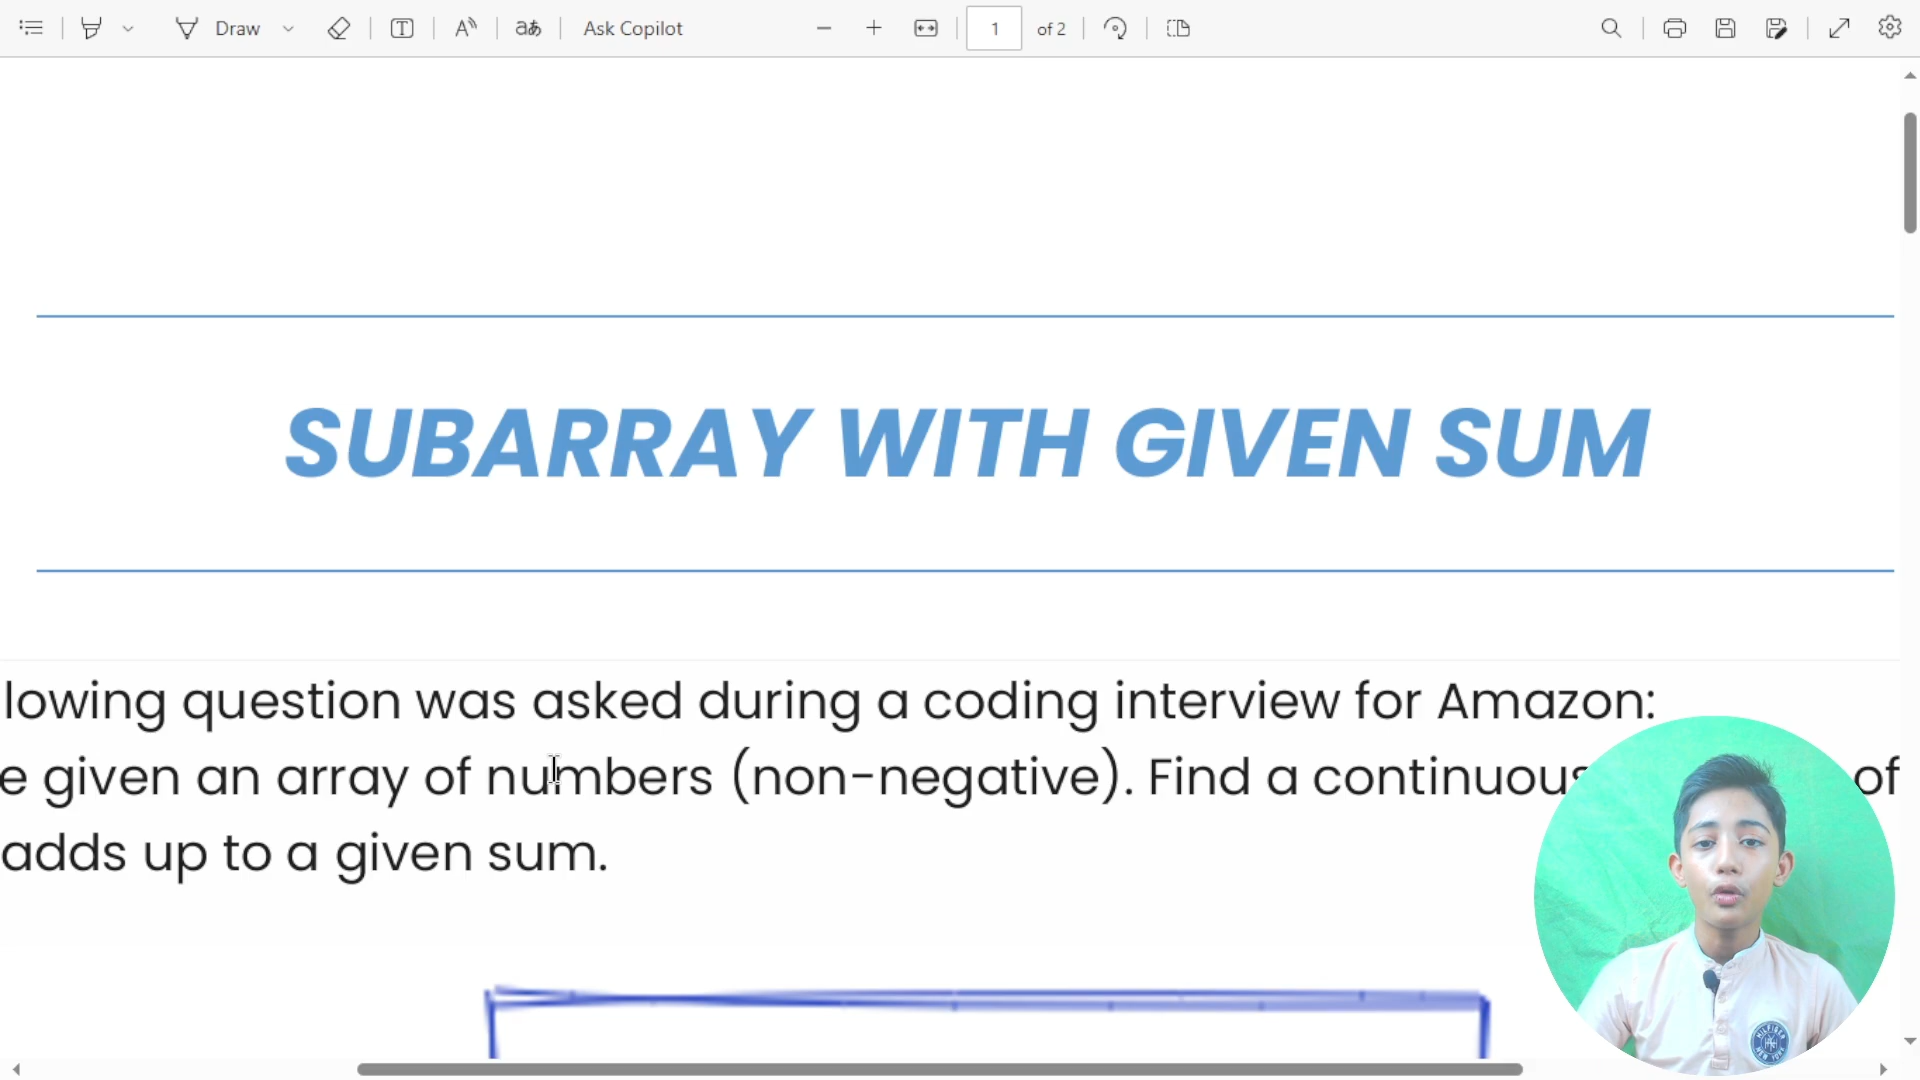 Draw
Ask Copilot
1 of 2
SUBARRAY WITH GIVEN SUM
lowing question was asked during a coding interview for Amazon:
e given an array of numbers (non-negative). Find a continuous of
adds up to a given sum.